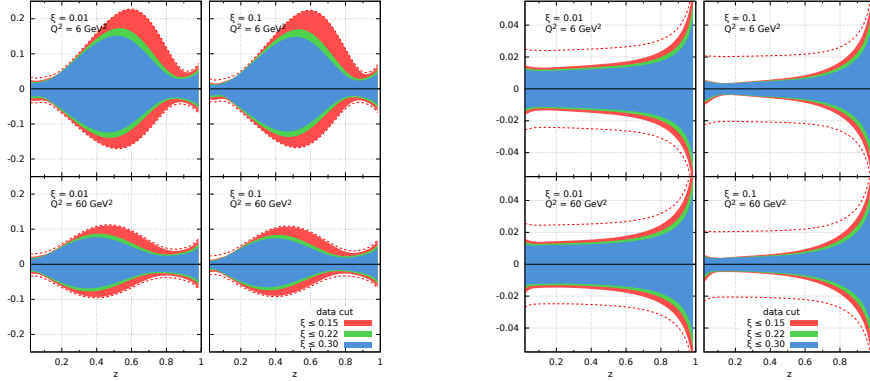 ξ = 0.01
Q² = 6 GeV²
ξ = 0.1
Q² = 6 GeV²
0.2
0.1
0
-0.1
-0.2
ξ = 0.01
Q² = 60 GeV²
ξ = 0.1
Q² = 60 GeV²
0.2
0.1
0
-0.1
-0.2
data cut
ξ ≤ 0.15
ξ ≤ 0.22
ξ ≤ 0.30
0.2 0.4 0.6 0.8 1
0.2 0.4 0.6 0.8 1
z
z
ξ = 0.01
Q² = 6 GeV²
ξ = 0.1
Q² = 6 GeV²
0.04
0.02
0
-0.02
-0.04
ξ = 0.01
Q² = 60 GeV²
ξ = 0.1
Q² = 60 GeV²
0.04
0.02
0
-0.02
-0.04
data cut
ξ ≤ 0.15
ξ ≤ 0.22
ξ ≤ 0.30
0.2 0.4 0.6 0.8 1
0.2 0.4 0.6 0.8 1
z
z